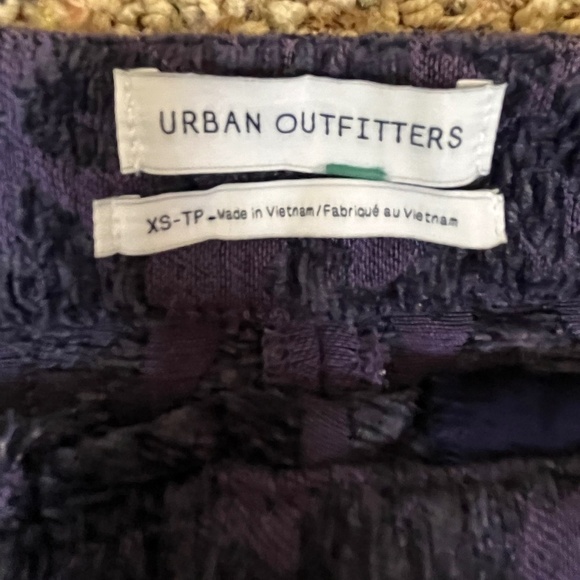 URBAN OUTFITTERS
XS-TP-Made in Vietnam/Fabriqué au Vietnam